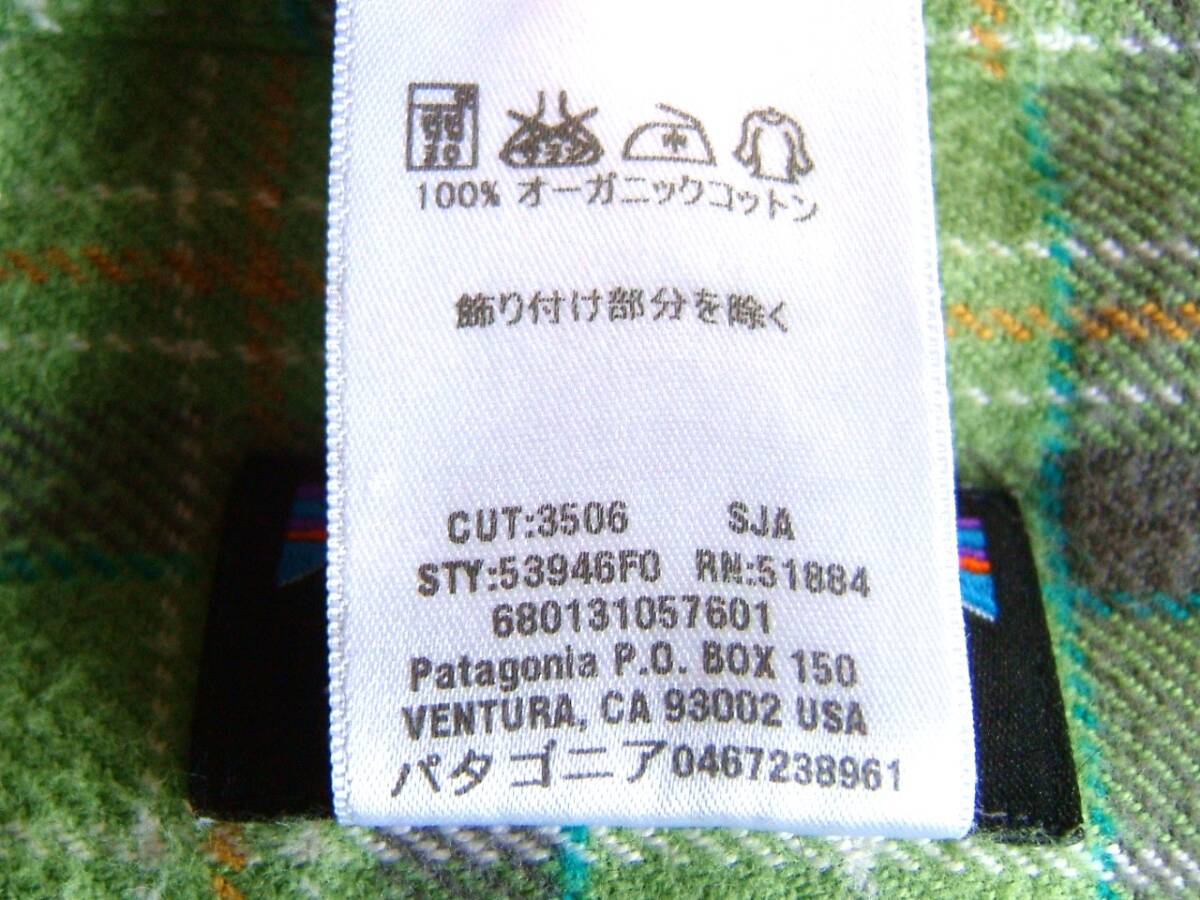 100% オーガニックコットン
飾り付け部分を除く
CUT:3506 SJA
STY:53946F0 RN:51884
680131057601
Patagonia P.O. BOX 150
VENTURA, CA 93002 USA
パタゴニア0467238961